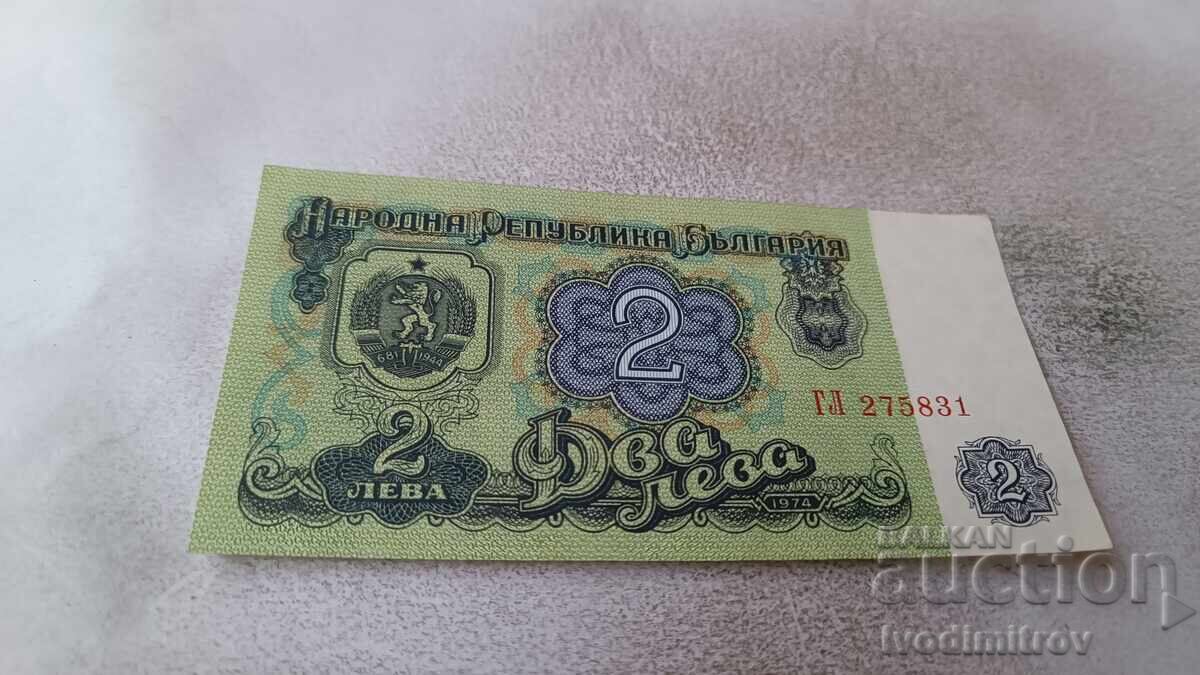 НАРОДНА РЕПУБЛИКА БЪЛГАРИЯ
681 1944
2
ГЛ 275831
2
ЛЕВА
Два
лева
1974
2
BALKAN
auction
ivodimitrov